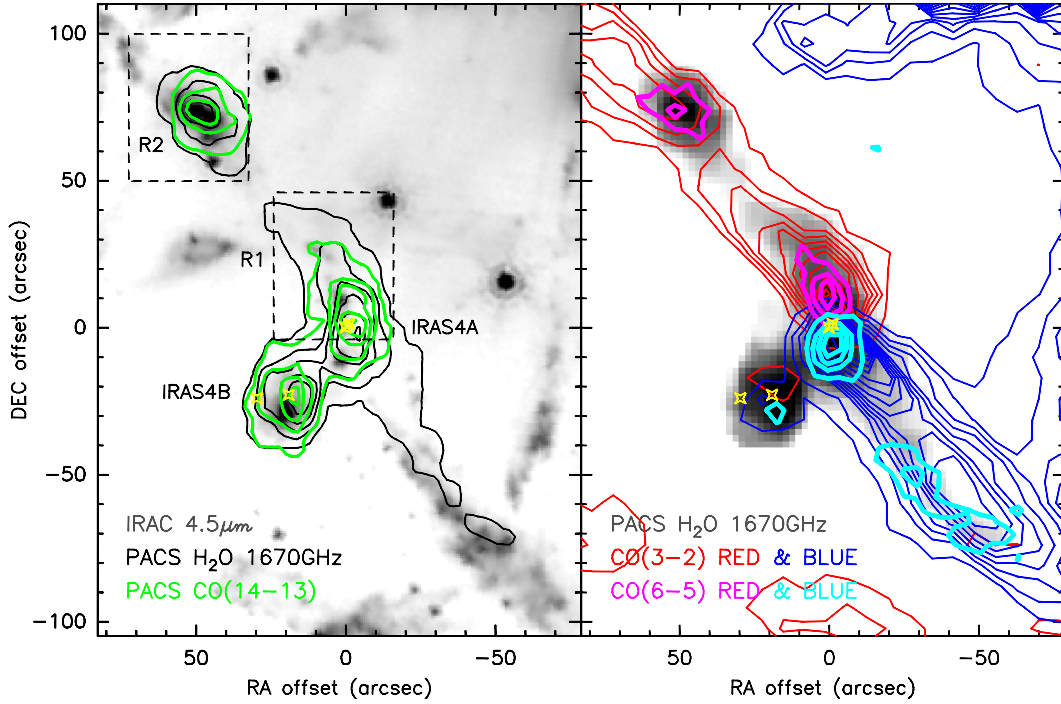 100
50
0
−50
−100
DEC offset (arcsec)
R2
R1
IRAS4A
IRAS4B
IRAC 4.5μm
PACS H₂O 1670GHz
PACS CO(14−13)
50
0
−50
RA offset (arcsec)
PACS H₂O 1670GHz
CO(3−2) RED & BLUE
CO(6−5) RED & BLUE
50
0
−50
RA offset (arcsec)